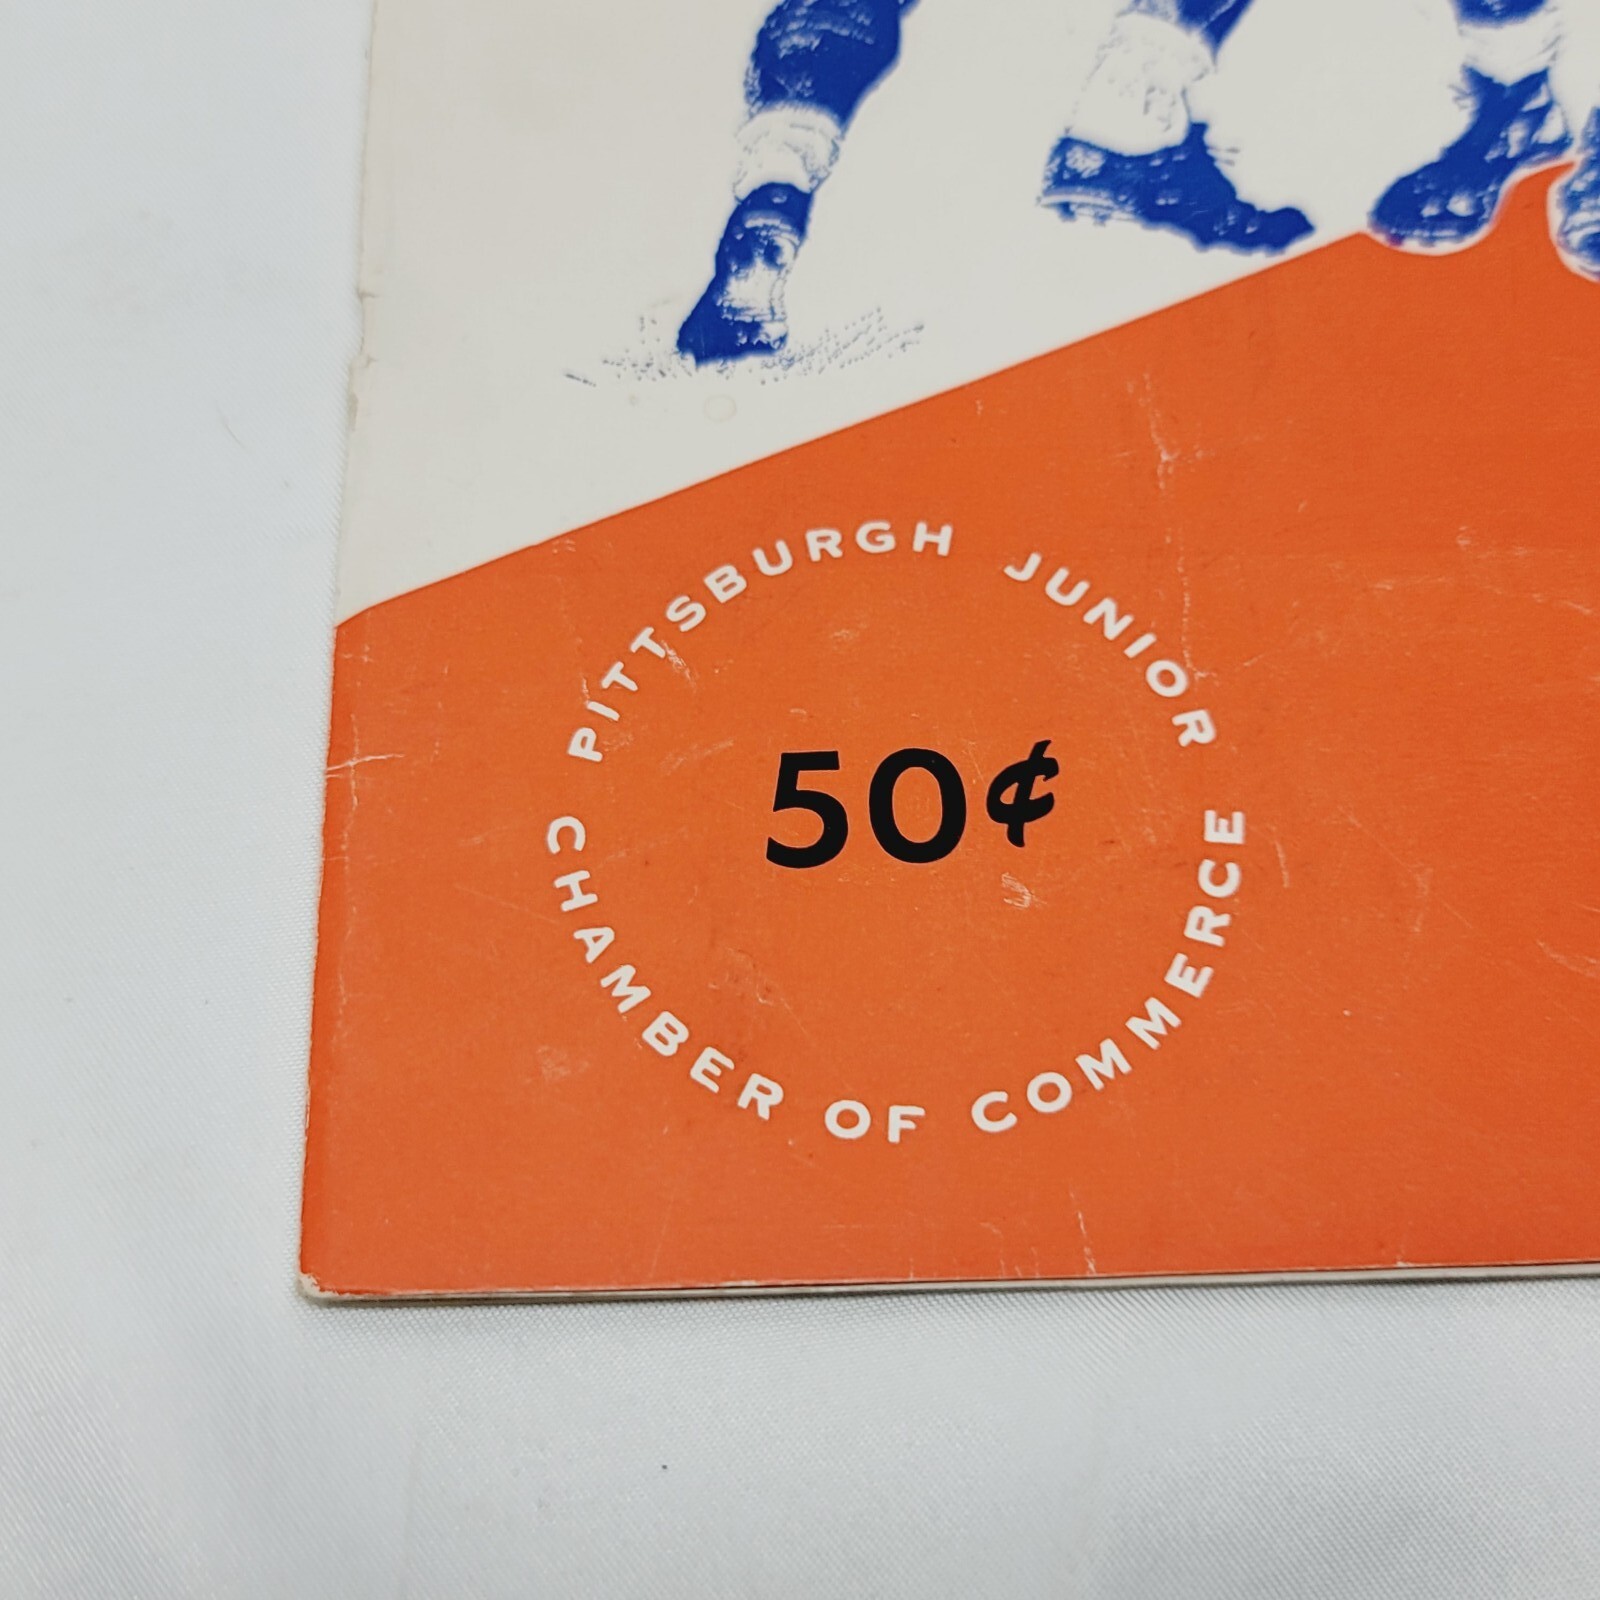 PITTSBURGH JUNIOR
50¢
CHAMBER OF COMMERCE